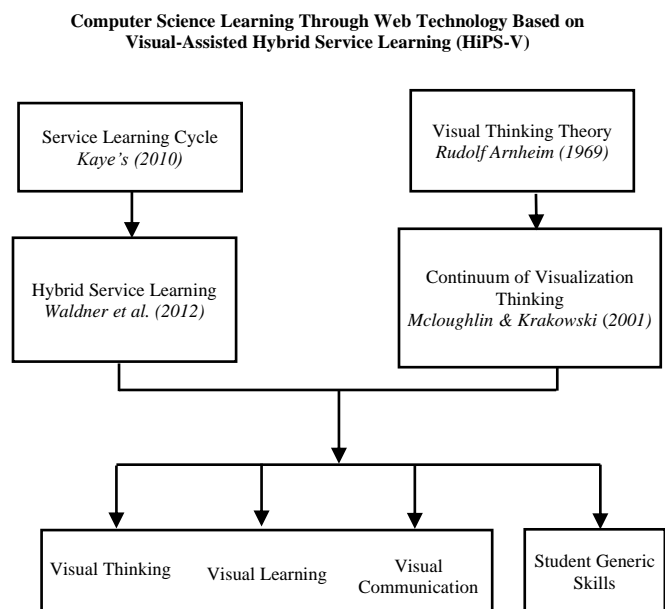 Computer Science Learning Through Web Technology Based on
Visual-Assisted Hybrid Service Learning (HiPS-V)
Service Learning Cycle
Kaye's (2010)
Visual Thinking Theory
Rudolf Arnheim (1969)
Hybrid Service Learning
Waldner et al. (2012)
Continuum of Visualization
Thinking
Mcloughlin & Krakowski (2001)
Visual Thinking
Visual Learning
Visual
Communication
Student Generic
Skills